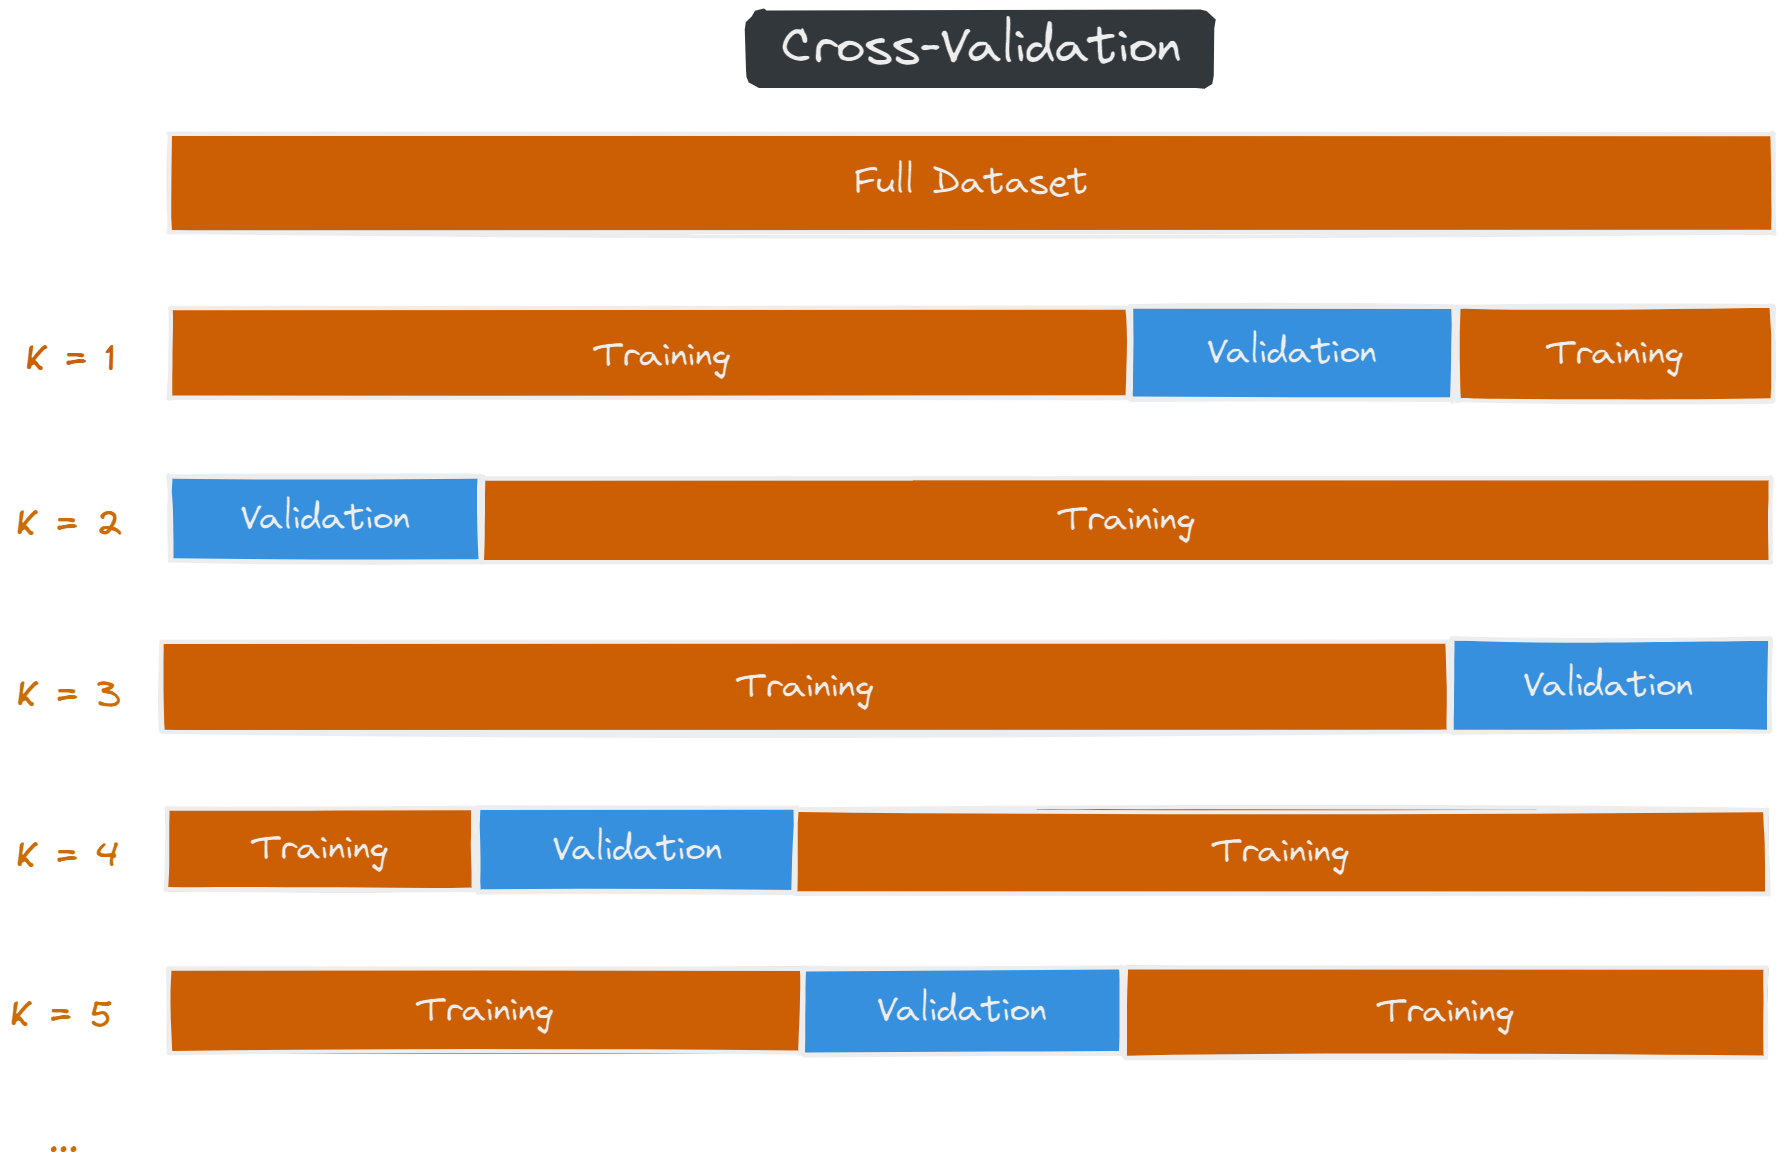 Cross-Validation
Full Dataset
K = 1 Training Validation Training
K = 2 Validation Training
K = 3 Training Validation
K = 4 Training Validation Training
K = 5 Training Validation Training
...